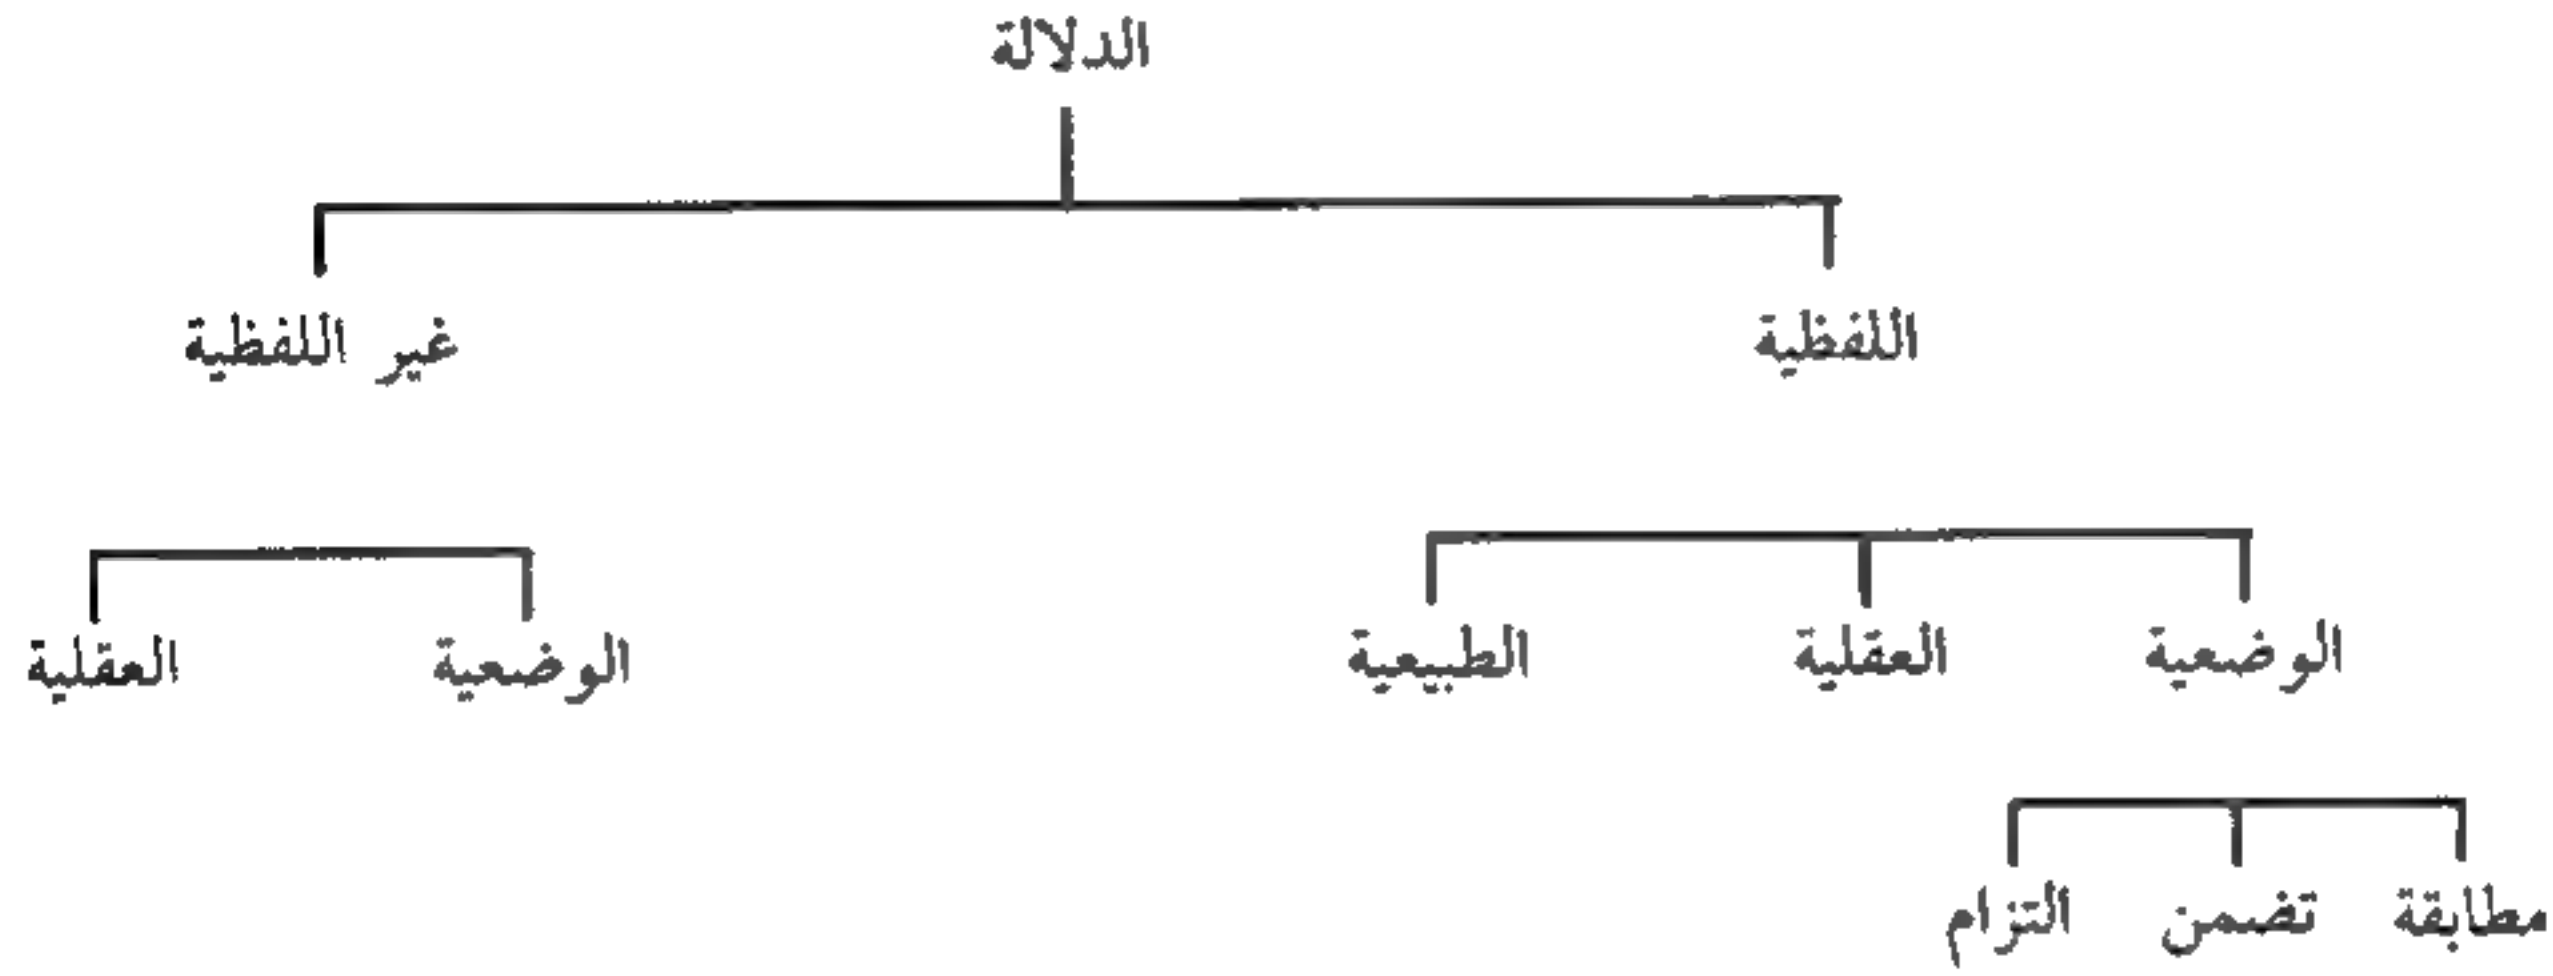 الدلالة
اللفظية غير اللفظية
الوضعية العقلية الطبيعية الوضعية العقلية
مطابقة تضمن التزام